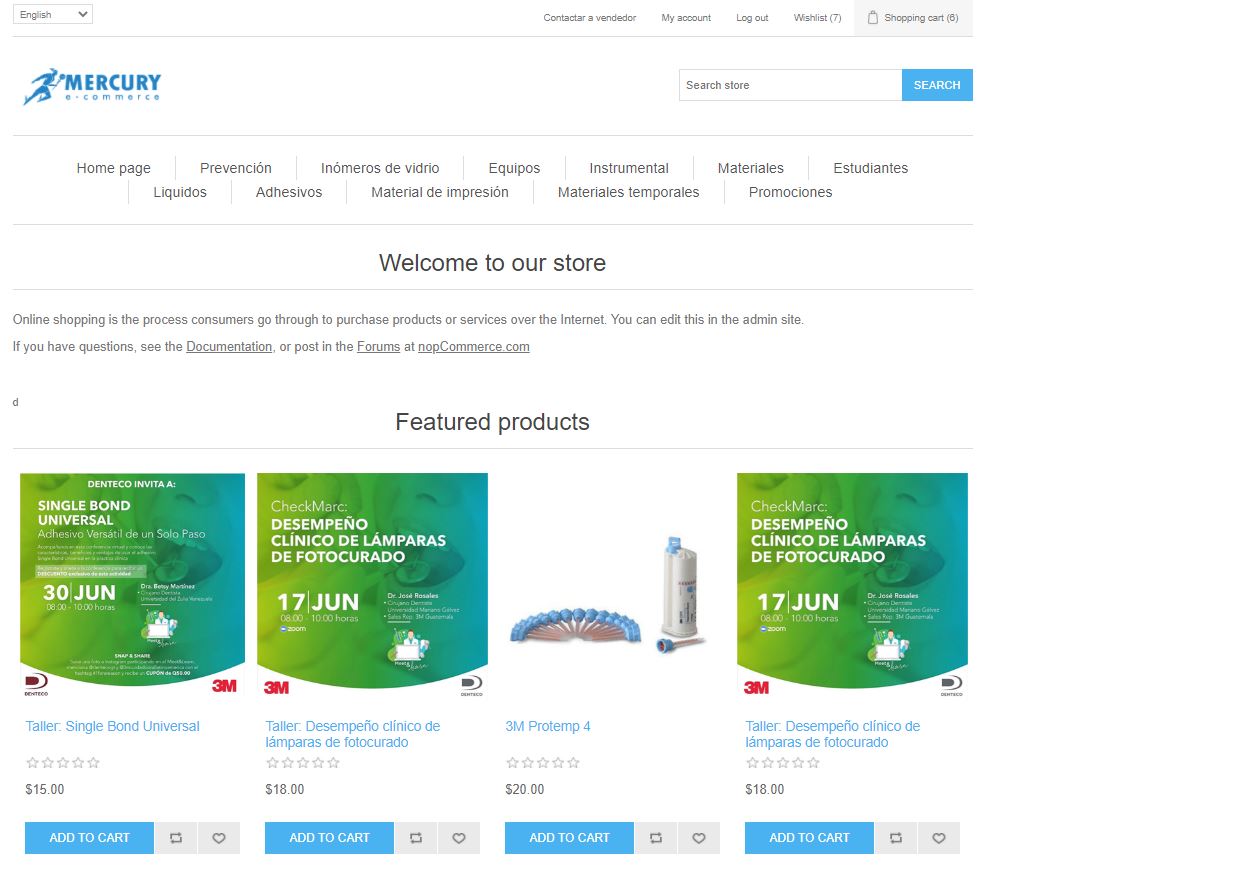 English
Contactar a vendedor My account Log out Wishlist (7) Shopping cart (6)
MERCURY
e-commerce
Search store SEARCH
Home page Prevención Inómeros de vidrio Equipos Instrumental Materiales Estudiantes
Liquidos Adhesivos Material de impresión Materiales temporales Promociones
Welcome to our store
Online shopping is the process consumers go through to purchase products or services over the Internet. You can edit this in the admin site.
If you have questions, see the Documentation, or post in the Forums at nopCommerce.com
d
Featured products
DENTECO INVITA A:
SINGLE BOND
UNIVERSAL
Adhesivo Versátil de un Solo Paso
30 JUN
08:00 - 10:00 horas
Dra. Betsy Martínez
• Cirujano Dentista
Universidad del Zulia Venezuela
SNAP & SHARE
DENTECO
3M
CheckMarc:
DESEMPEÑO
CLÍNICO DE LÁMPARAS
DE FOTOCURADO
17 JUN
08:00 - 10:00 horas
zoom
Dr. José Rosales
• Cirujano Dentista
Universidad Mariano Gálvez
• Sales Rep. 3M Guatemala
3M
DENTECO
CheckMarc:
DESEMPEÑO
CLÍNICO DE LÁMPARAS
DE FOTOCURADO
17 JUN
08:00 - 10:00 horas
zoom
Dr. José Rosales
• Cirujano Dentista
Universidad Mariano Gálvez
• Sales Rep. 3M Guatemala
3M
DENTECO
Taller: Single Bond Universal
$15.00
ADD TO CART
Taller: Desempeño clínico de
lámparas de fotocurado
$18.00
ADD TO CART
3M Protemp 4
$20.00
ADD TO CART
Taller: Desempeño clínico de
lámparas de fotocurado
$18.00
ADD TO CART